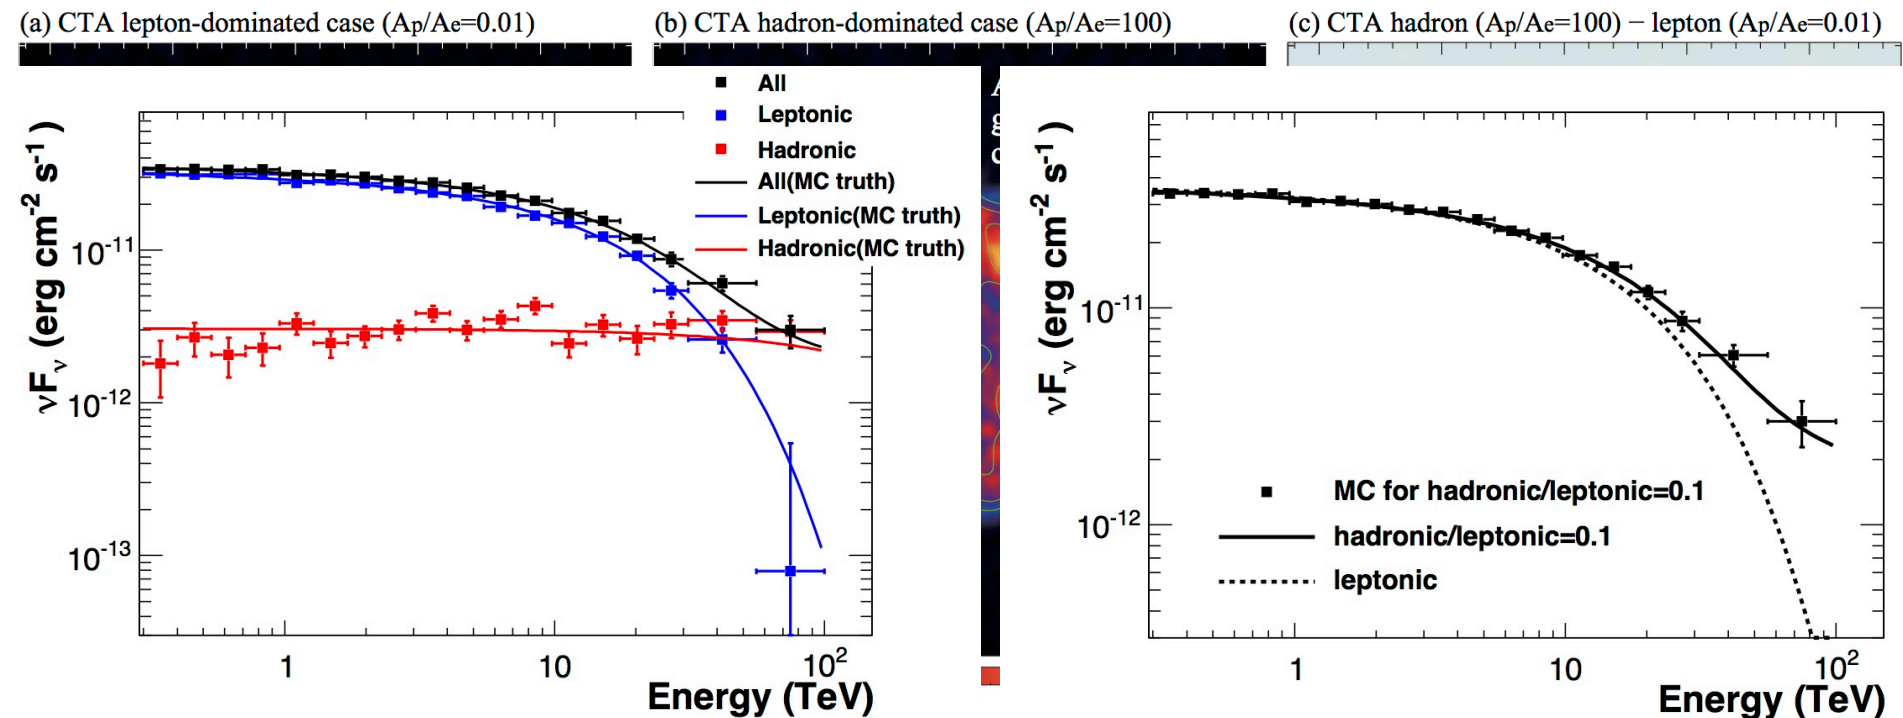 (a) CTA lepton-dominated case (Ap/Ae=0.01)
(b) CTA hadron-dominated case (Ap/Ae=100)
(c) CTA hadron (Ap/Ae=100) − lepton (Ap/Ae=0.01)
All
Leptonic
Hadronic
All(MC truth)
Leptonic(MC truth)
Hadronic(MC truth)
νFν (erg cm-2 s-1)
10-11
10-12
10-13
1
10
102
Energy (TeV)
νFν (erg cm-2 s-1)
10-11
10-12
MC for hadronic/leptonic=0.1
hadronic/leptonic=0.1
leptonic
1
10
102
Energy (TeV)